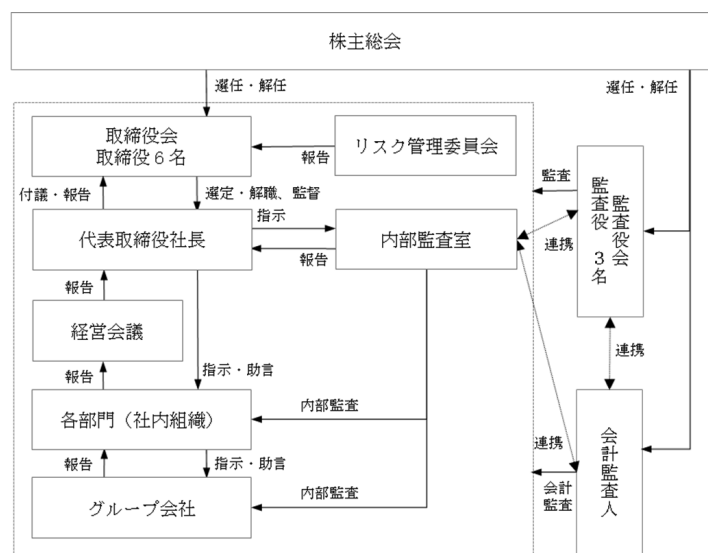 株主総会
選任・解任
選任・解任
取締役会
取締役6名
報告
リスク管理委員会
監査
監査役会
監査役 3名
付議・報告
選定・解職、監督
指示
代表取締役社長
報告
内部監査室
連携
報告
経営会議
連携
報告
指示・助言
各部門（社内組織）
内部監査
連携
会計監査人
報告
指示・助言
会計
監査
グループ会社
内部監査